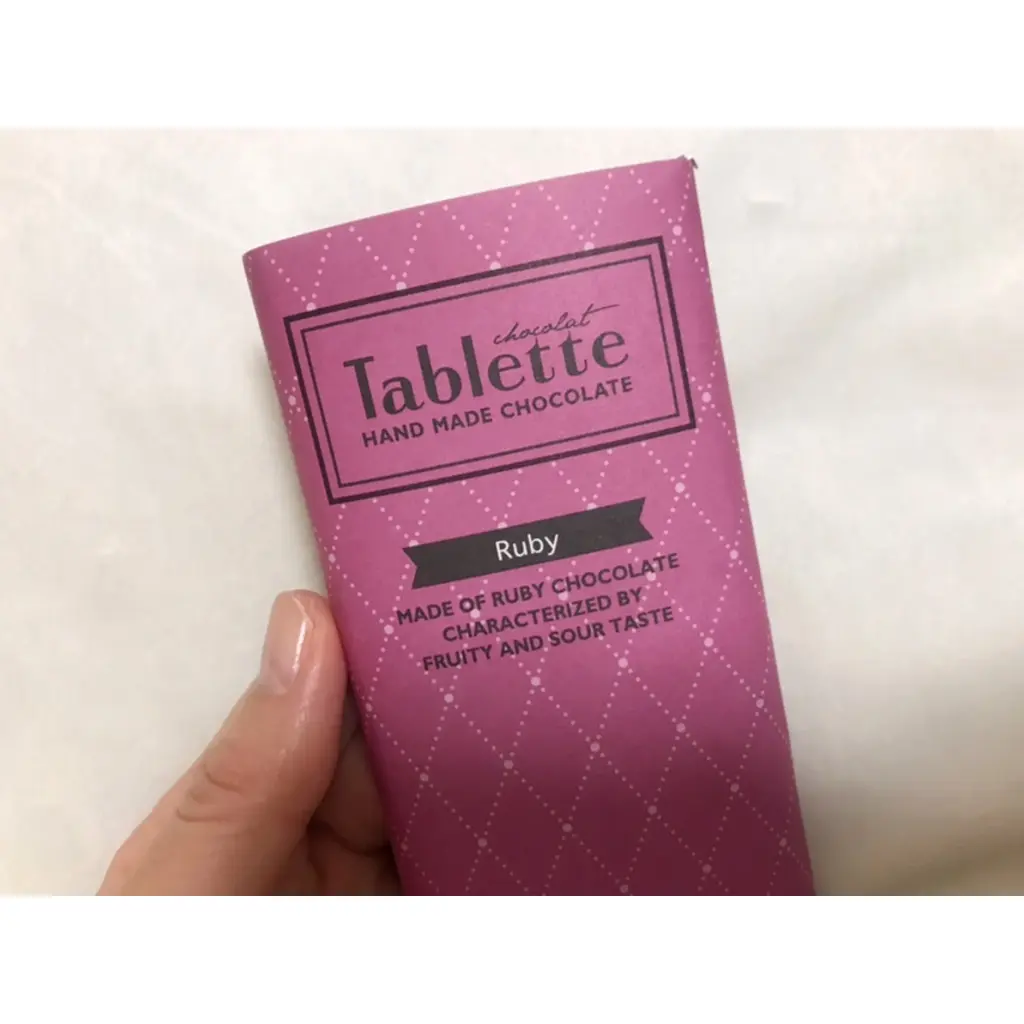 chocolat
Tablette
HAND MADE CHOCOLATE
Ruby
MADE OF RUBY CHOCOLATE
CHARACTERIZED BY
FRUITY AND SOUR TASTE